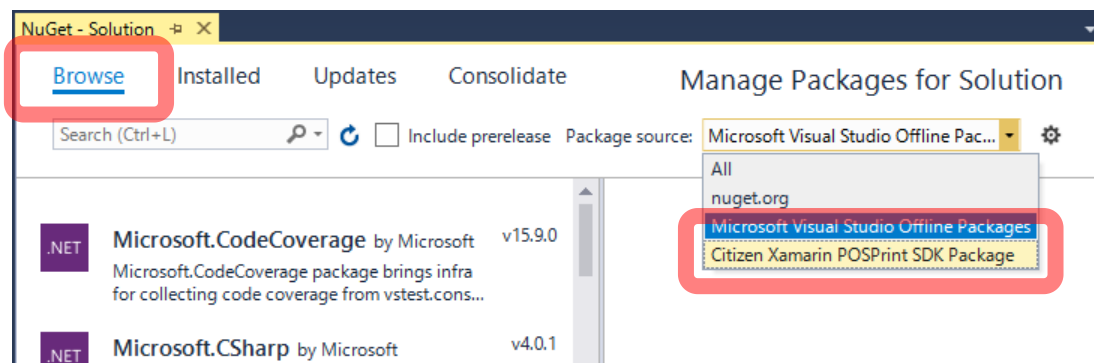 NuGet - Solution
Browse Installed Updates Consolidate Manage Packages for Solution
Search (Ctrl+L) Include prerelease Package source: Microsoft Visual Studio Offline Pac...
All
nuget.org
Microsoft Visual Studio Offline Packages
Citizen Xamarin POSPrint SDK Package
.NET Microsoft.CodeCoverage by Microsoft v15.9.0
Microsoft.CodeCoverage package brings infra
for collecting code coverage from vstest.cons...
.NET Microsoft.CSharp by Microsoft v4.0.1